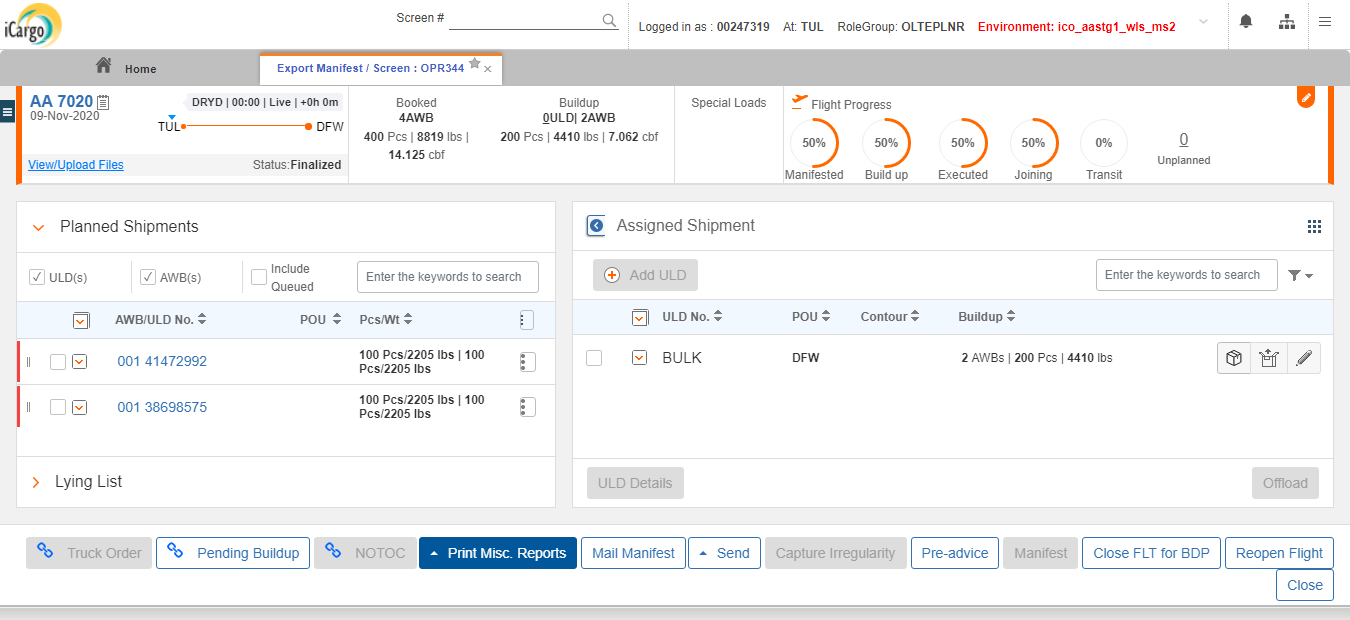 iCargo
Screen #
Logged in as : 00247319 At: TUL RoleGroup: OLTEPLNR Environment: ico_aastg1_wls_ms2
Home
Export Manifest / Screen : OPR344
AA 7020
09-Nov-2020
DRYD | 00:00 | Live | +0h 0m
TUL
DFW
View/Upload Files
Status:Finalized
Booked
4AWB
400 Pcs | 8819 lbs |
14.125 cbf
Buildup
0ULD| 2AWB
200 Pcs | 4410 lbs | 7.062 cbf
Special Loads
Flight Progress
50%
Manifested
50%
Build up
50%
Executed
50%
Joining
0%
Transit
0
Unplanned
Planned Shipments
ULD(s)
AWB(s)
Include
Queued
Enter the keywords to search
AWB/ULD No. POU Pcs/Wt
001 41472992
100 Pcs/2205 lbs | 100
Pcs/2205 lbs
001 38698575
100 Pcs/2205 lbs | 100
Pcs/2205 lbs
Lying List
Assigned Shipment
Add ULD
Enter the keywords to search
ULD No. POU Contour Buildup
BULK DFW 2 AWBs | 200 Pcs | 4410 lbs
ULD Details
Offload
Truck Order Pending Buildup NOTOC Print Misc. Reports Mail Manifest Send Capture Irregularity Pre-advice Manifest Close FLT for BDP Reopen Flight
Close